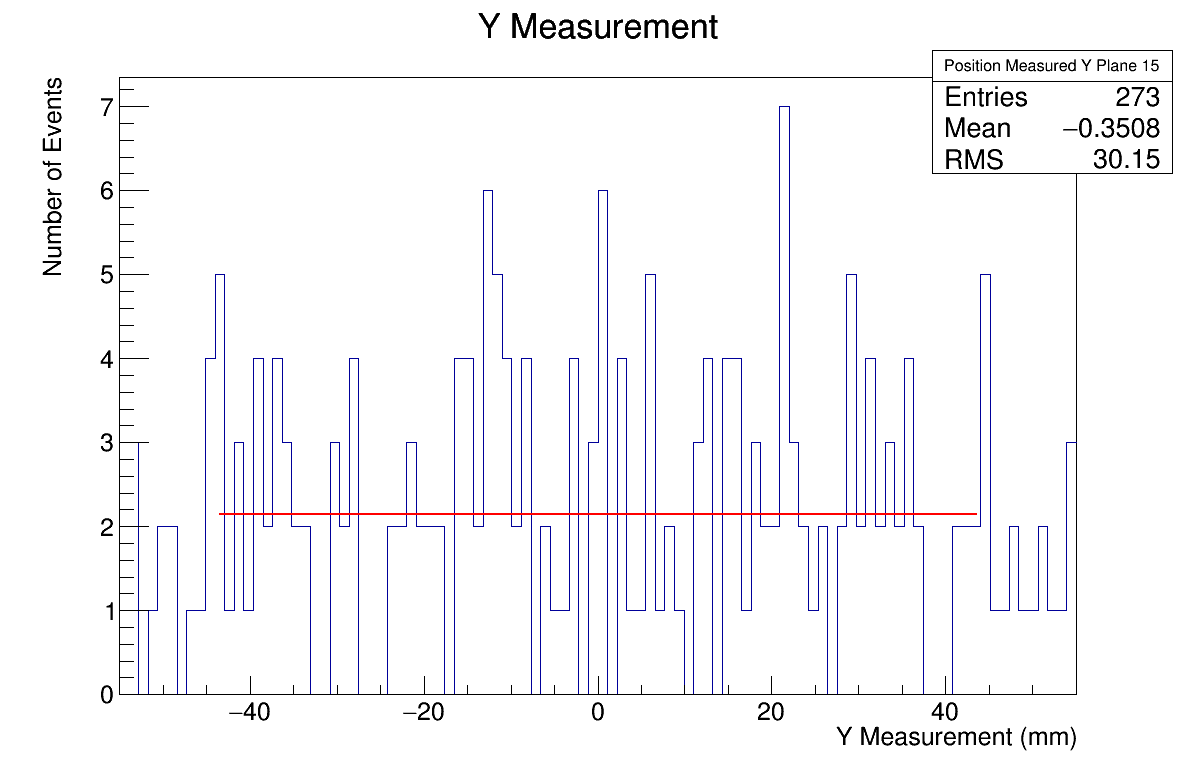 Y Measurement
Position Measured Y Plane 15
Entries 273
Mean −0.3508
RMS 30.15
Number of Events
7
6
5
4
3
2
1
0
−40 −20 0 20 40
Y Measurement (mm)